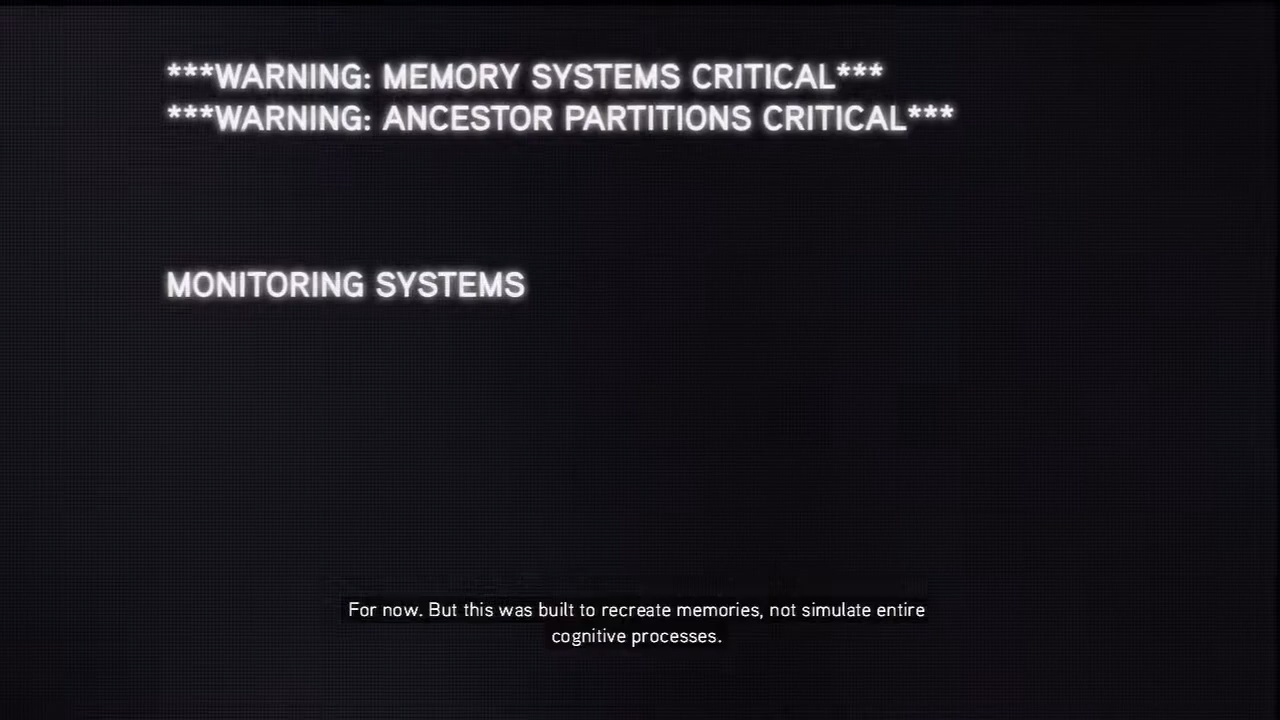 ***WARNING: MEMORY SYSTEMS CRITICAL***
***WARNING: ANCESTOR PARTITIONS CRITICAL***
MONITORING SYSTEMS
For now. But this was built to recreate memories, not simulate entire
cognitive processes.